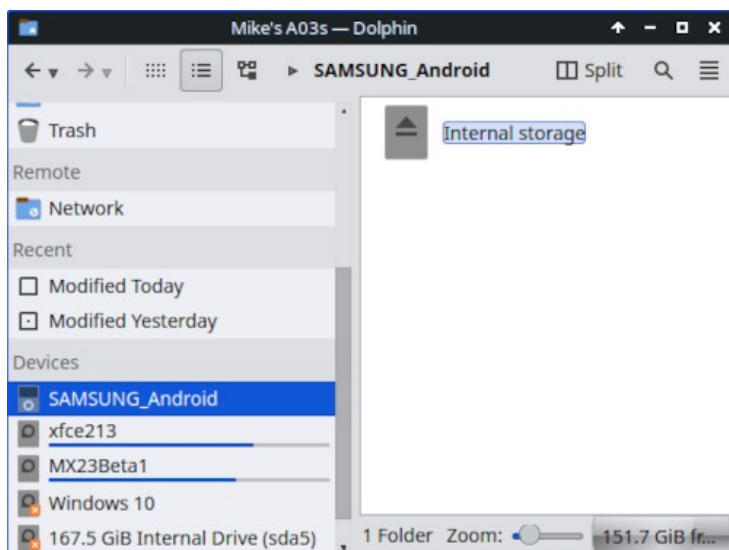 Mike's A03s — Dolphin
SAMSUNG_Android
Split
Trash
Remote
Network
Recent
Modified Today
Modified Yesterday
Devices
SAMSUNG_Android
xfce213
MX23Beta1
Windows 10
167.5 GiB Internal Drive (sda5)
Internal storage
1 Folder Zoom: 151.7 GiB fr...